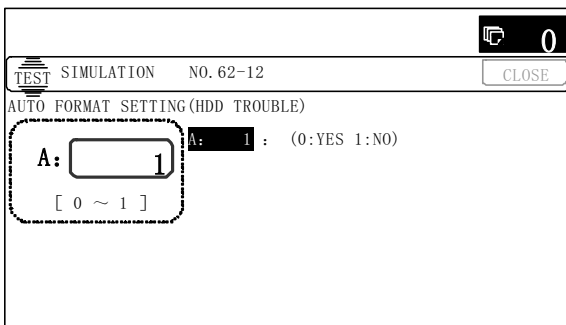 0
TEST SIMULATION NO.62-12 CLOSE
AUTO FORMAT SETTING(HDD TROUBLE)
A: 1 A: 1 : (0:YES 1:NO)
[ 0 ~ 1 ]